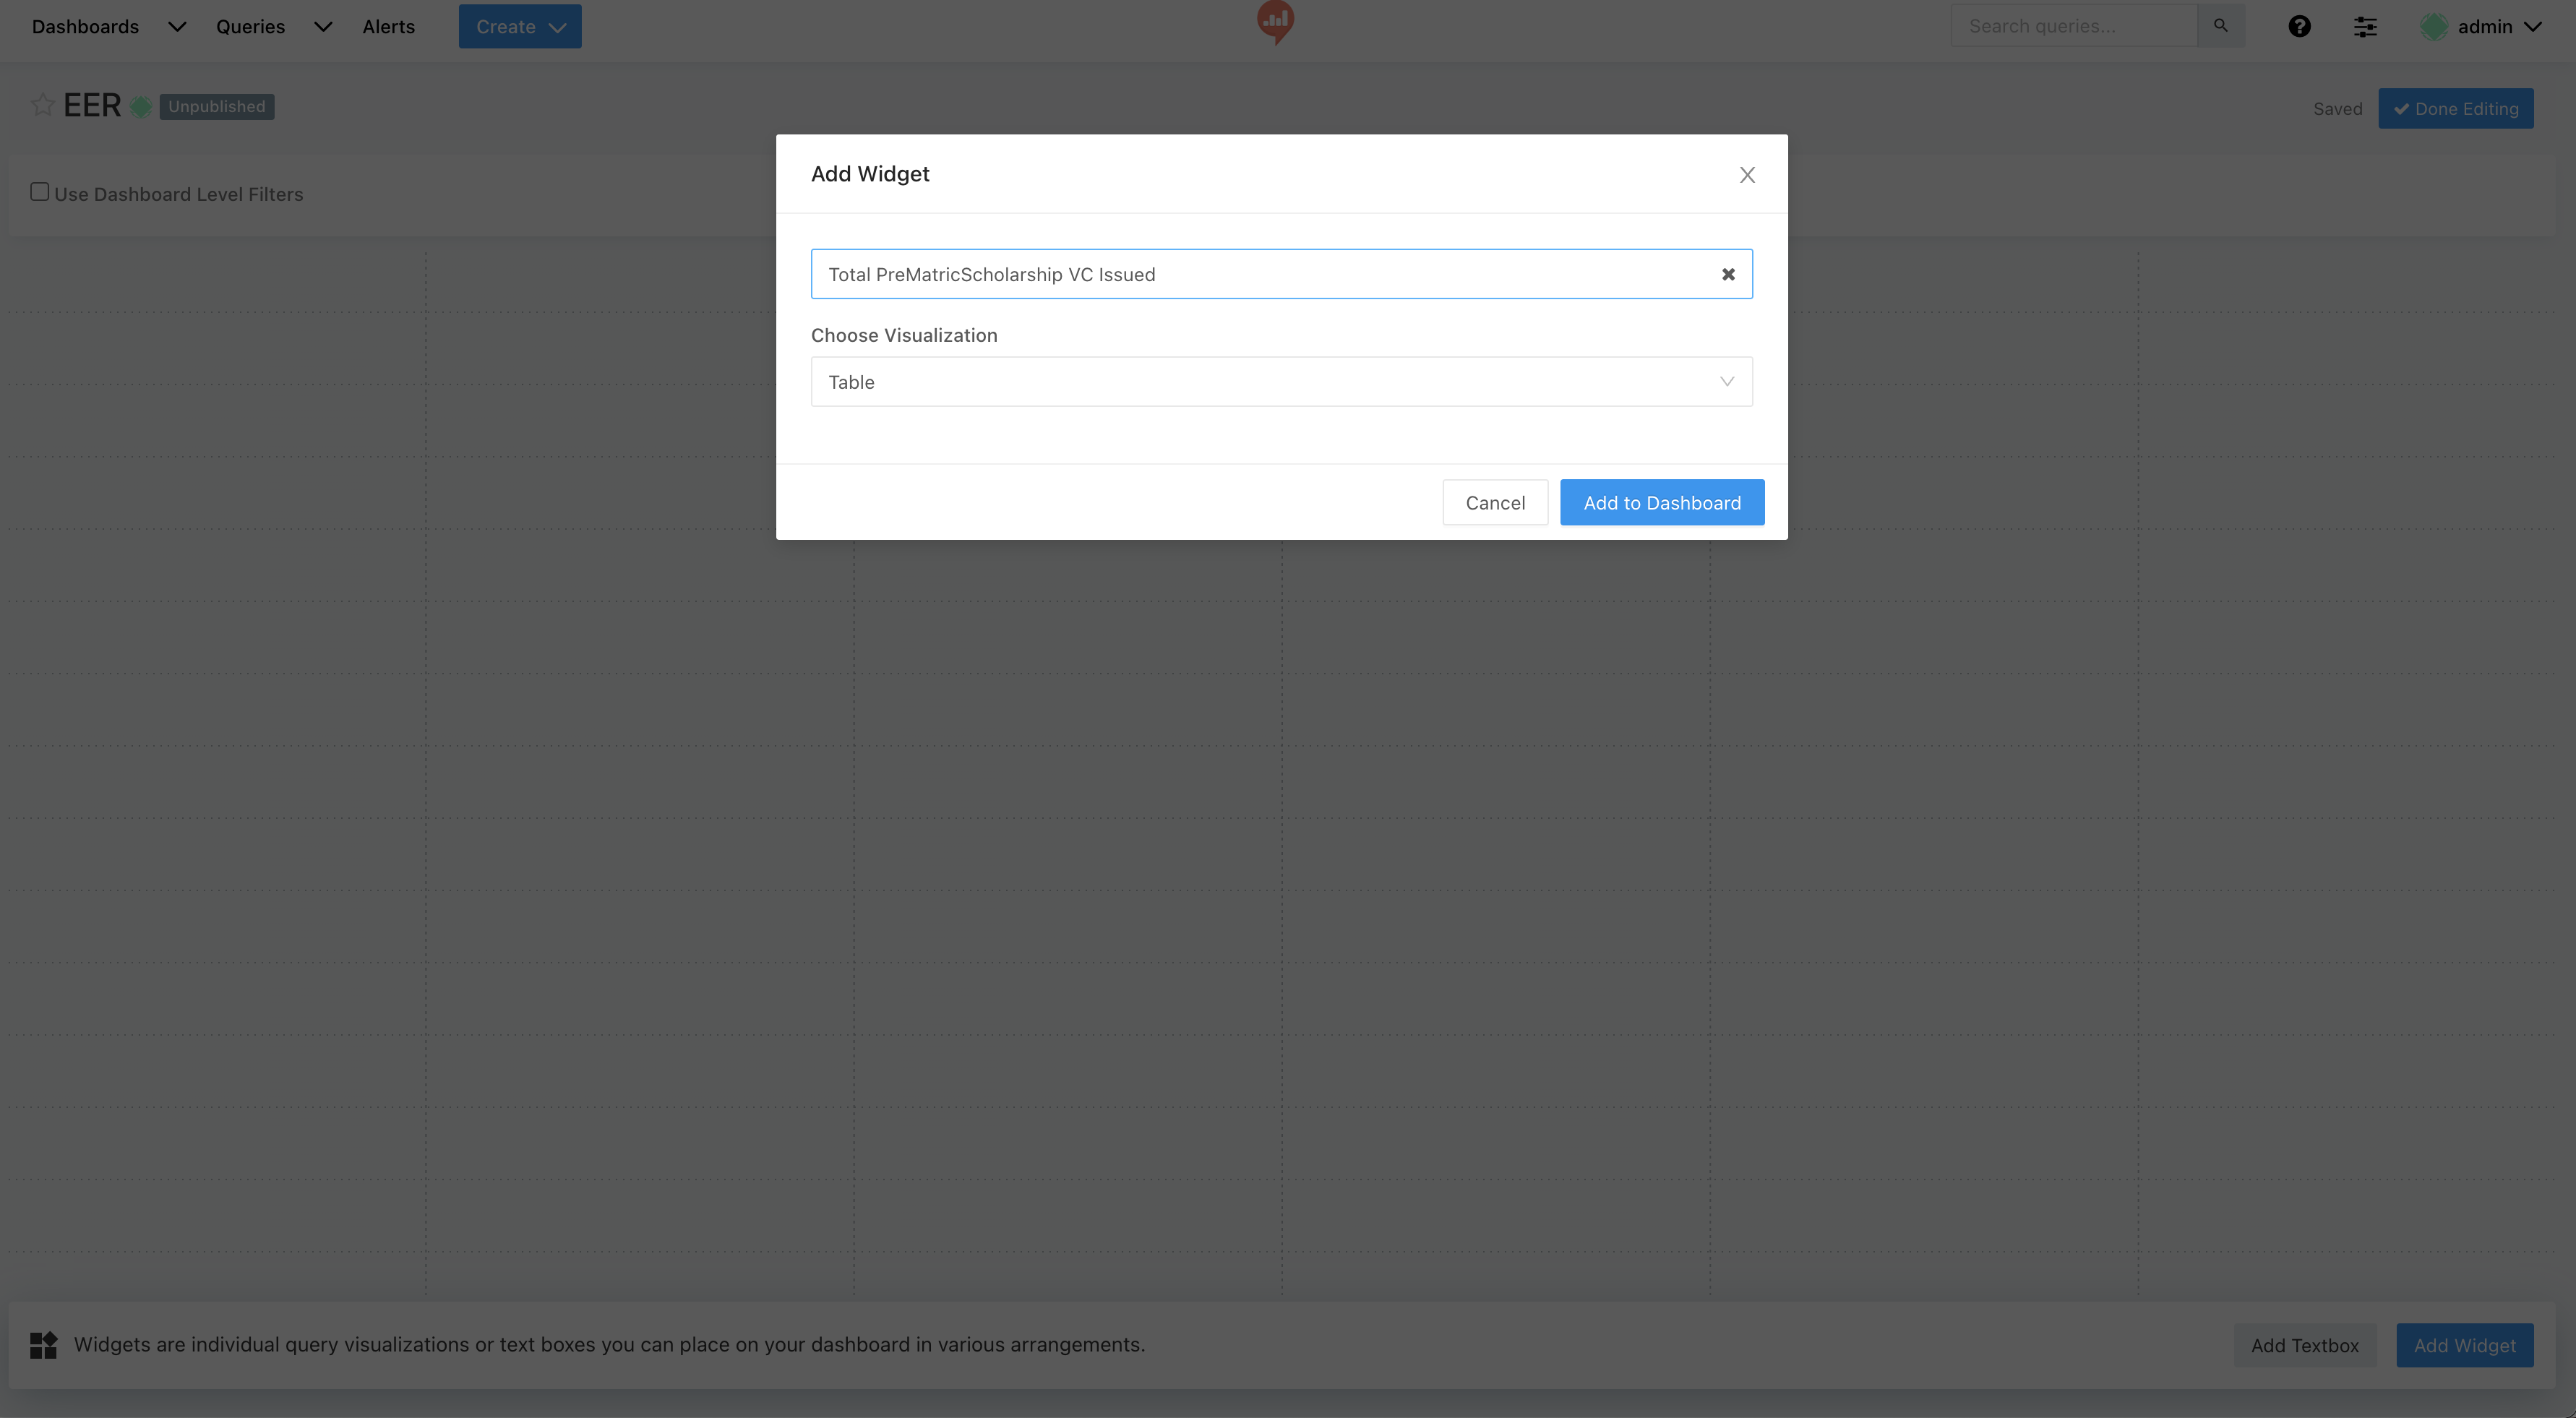 Dashboards Queries Alerts Create Search queries... admin
EER Unpublished Saved Done Editing
Use Dashboard Level Filters
Add Widget
Total PreMatricScholarship VC Issued
Choose Visualization
Table
Cancel Add to Dashboard
Widgets are individual query visualizations or text boxes you can place on your dashboard in various arrangements. Add Textbox Add Widget